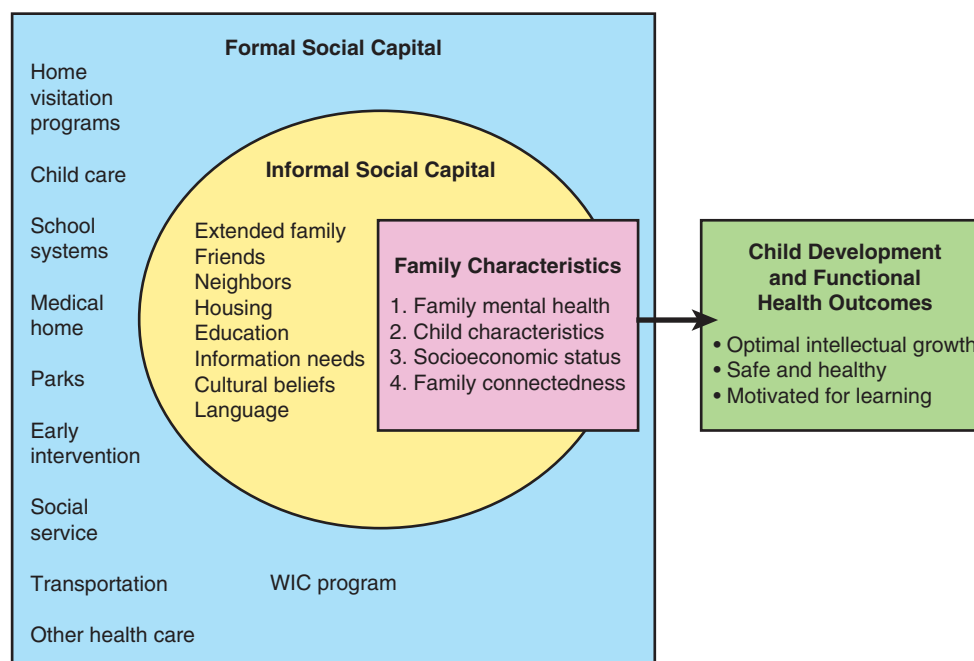 Formal Social Capital
Home
visitation
programs
Child care
School
systems
Medical
home
Parks
Early
intervention
Social
service
Transportation
Other health care
WIC program
Informal Social Capital
Extended family
Friends
Neighbors
Housing
Education
Information needs
Cultural beliefs
Language
Family Characteristics
1. Family mental health
2. Child characteristics
3. Socioeconomic status
4. Family connectedness
Child Development
and Functional
Health Outcomes
• Optimal intellectual growth
• Safe and healthy
• Motivated for learning